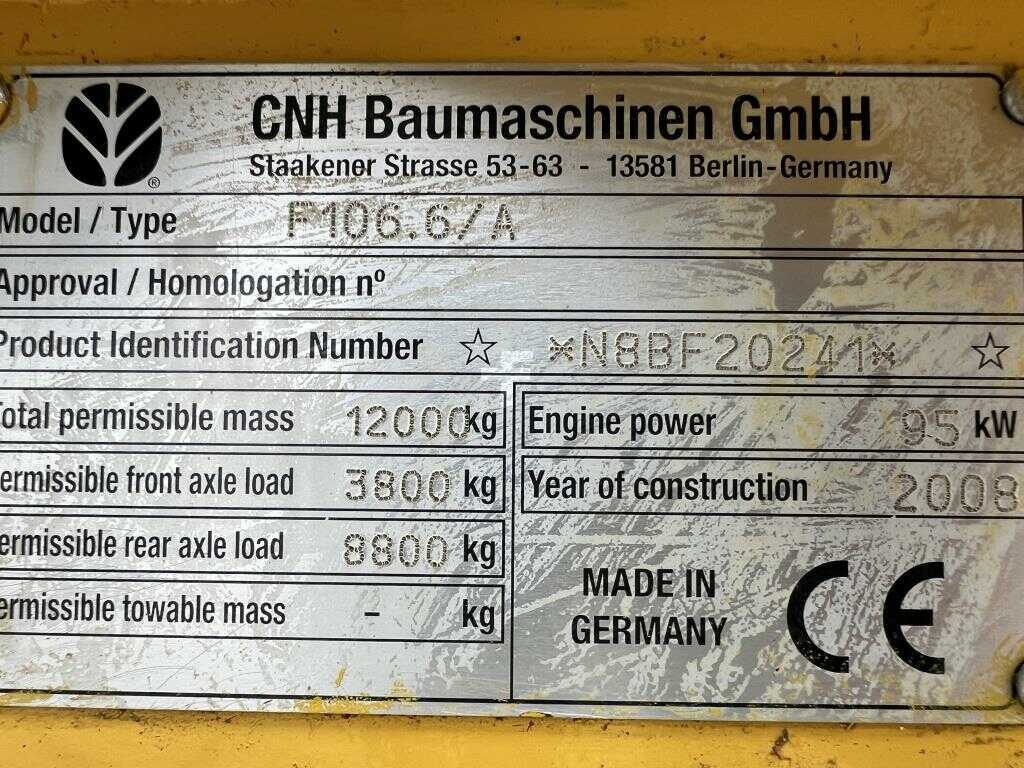 CNH Baumaschinen GmbH
Staakener Strasse 53-63 - 13581 Berlin-Germany
Model / Type F106.6/A
Approval / Homologation nº
Product Identification Number ☆ *N8BF20241* ☆
Total permissible mass 12000 kg
Engine power 95 kW
ermissible front axle load 3800 kg
Year of construction 2008
ermissible rear axle load 8800 kg
ermissible towable mass - kg
MADE IN
GERMANY
CE
®